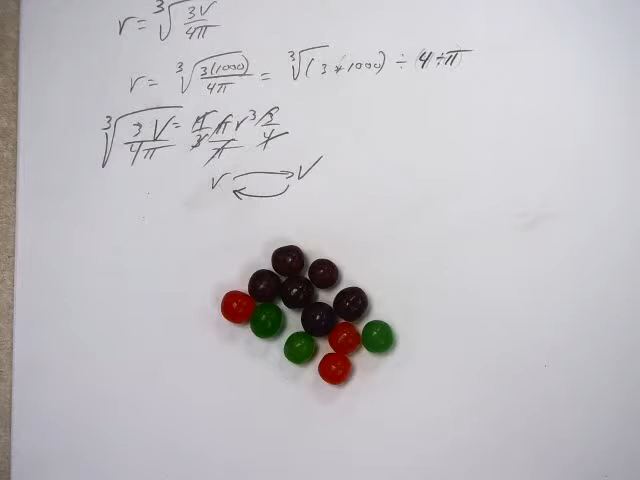 r = ∛(3V/4π)
r = ∛(3(1000)/4π) = ∛(3*1000) ÷ (4÷π)
∛(3V/4π) = 4/3 π r³ 3/4 / π
r ⇄ V